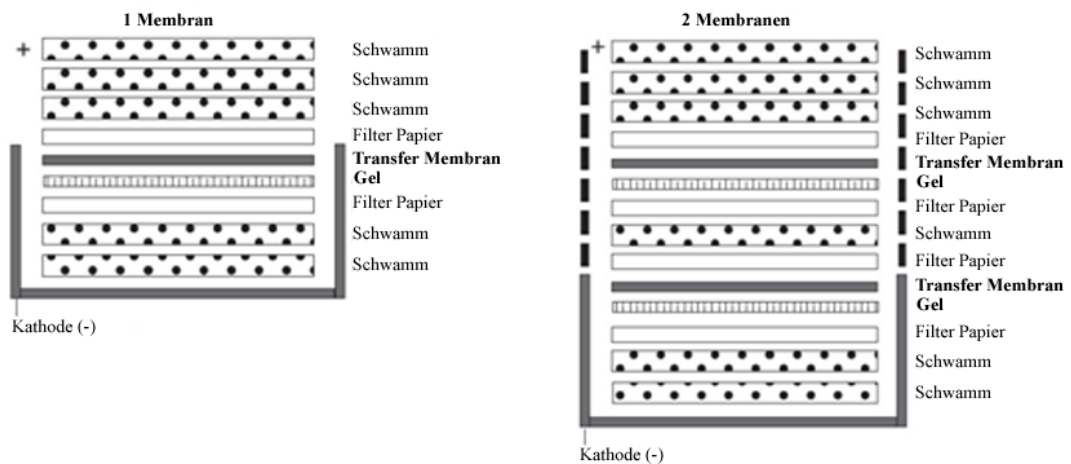 1 Membran
+
Schwamm
Schwamm
Schwamm
Filter Papier
Transfer Membran
Gel
Filter Papier
Schwamm
Schwamm
Kathode (-)
2 Membranen
+
Schwamm
Schwamm
Schwamm
Filter Papier
Transfer Membran
Gel
Filter Papier
Schwamm
Filter Papier
Transfer Membran
Gel
Filter Papier
Schwamm
Schwamm
Kathode (-)